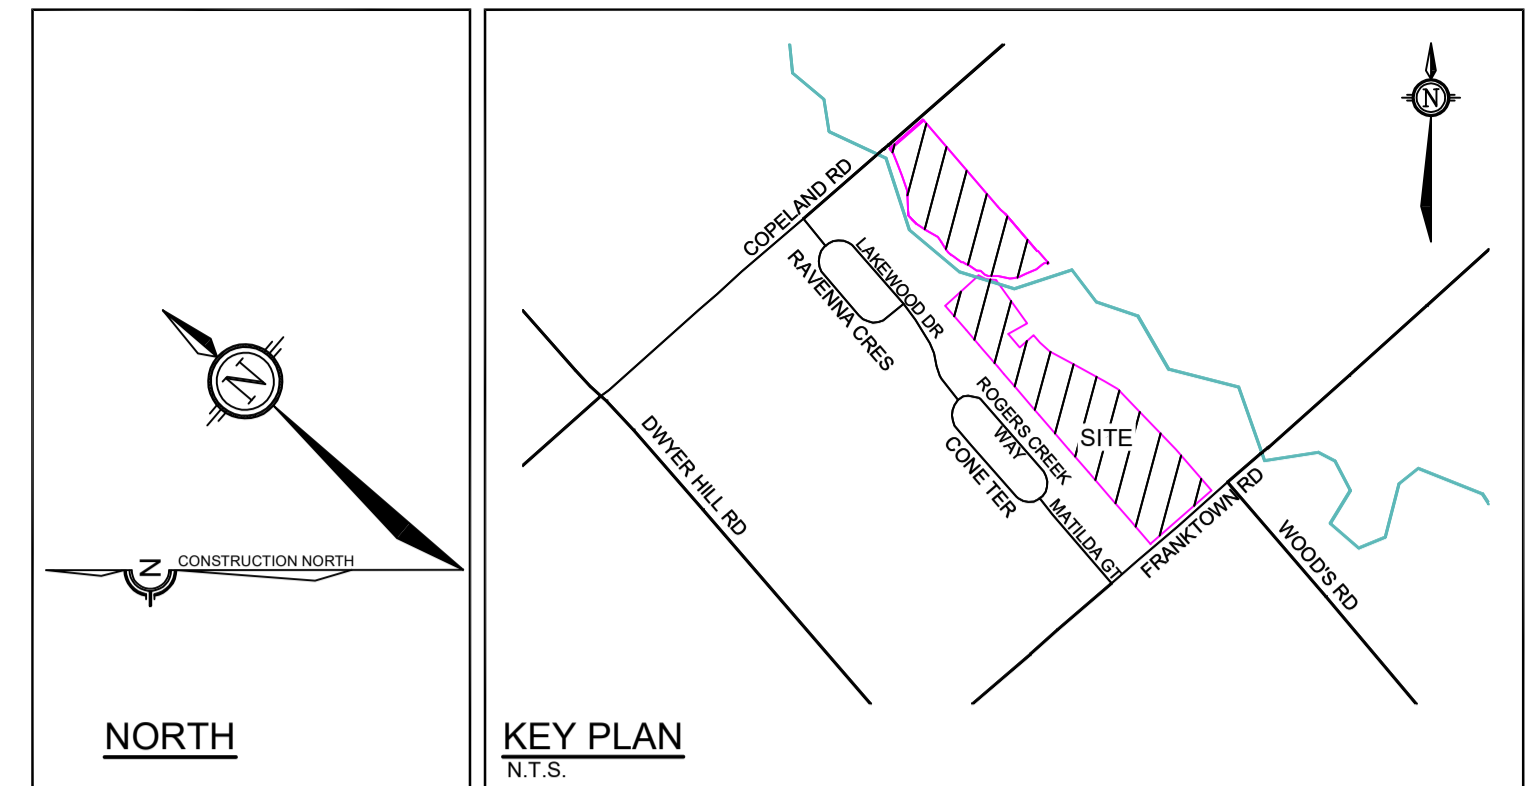 N
CONSTRUCTION NORTH
N
NORTH
N
COPELAND RD
LAKEWOOD DR
RAVENNA CRES
ROGERS CREEK
WAY
CONE TER
SITE
DWYER HILL RD
MATILDA GT
FRANKTOWN RD
WOOD'S RD
KEY PLAN
N.T.S.